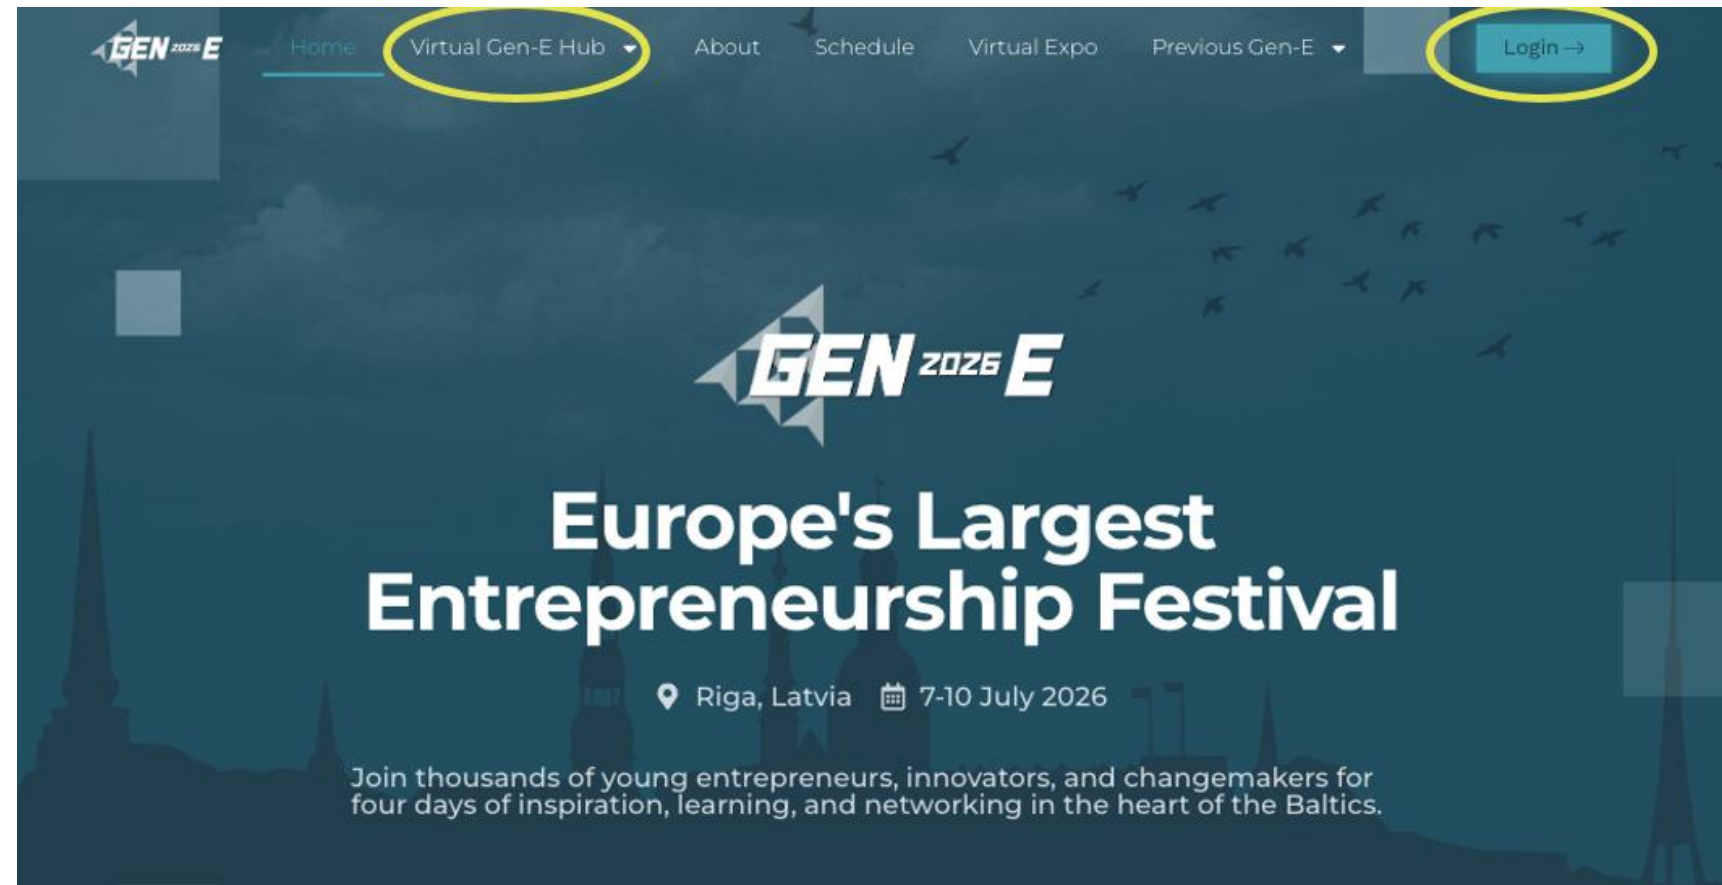 GEN 2026 E
Home Virtual Gen-E Hub About Schedule Virtual Expo Previous Gen-E Login→
GEN 2026 E
Europe's Largest
Entrepreneurship Festival
Riga, Latvia 7-10 July 2026
Join thousands of young entrepreneurs, innovators, and changemakers for
four days of inspiration, learning, and networking in the heart of the Baltics.